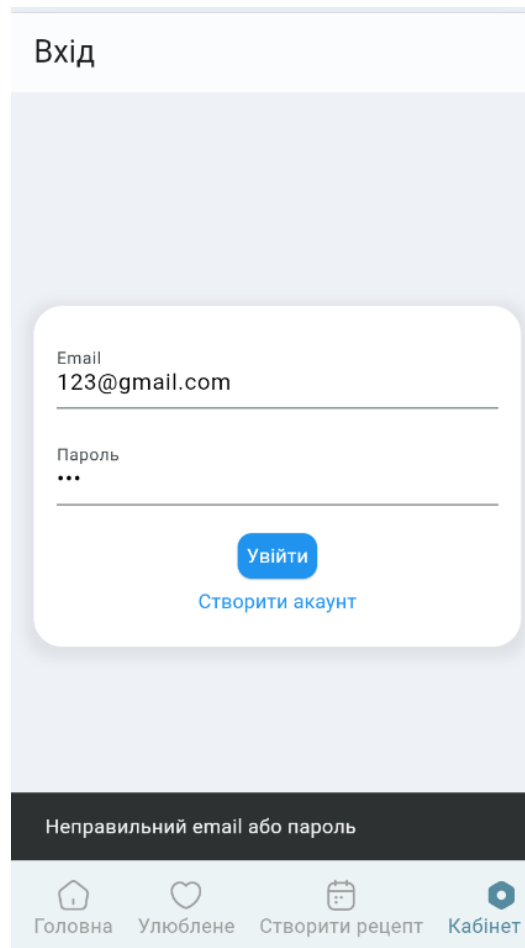 Вхід
Email
123@gmail.com
Пароль
•••
Увійти
Створити акаунт
Неправильний email або пароль
Головна Улюблене Створити рецепт Кабінет